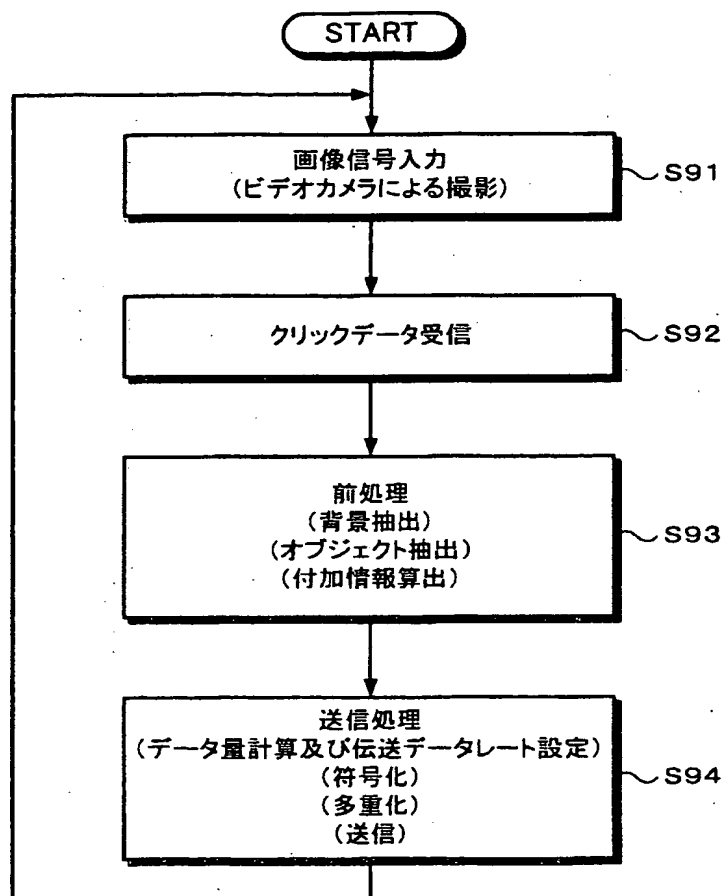 START
画像信号入力
(ビデオカメラによる撮影)
S91
クリックデータ受信
S92
前処理
(背景抽出)
(オブジェクト抽出)
(付加情報算出)
S93
送信処理
(データ量計算及び伝送データレート設定)
(符号化)
(多重化)
(送信)
S94